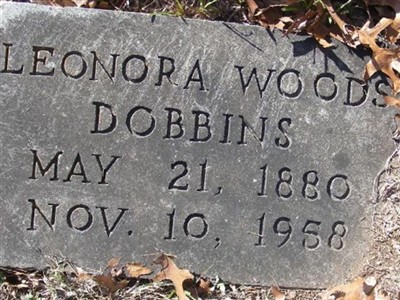 LEONORA WOODS
DOBBINS
MAY 21, 1880
NOV. 10, 1958